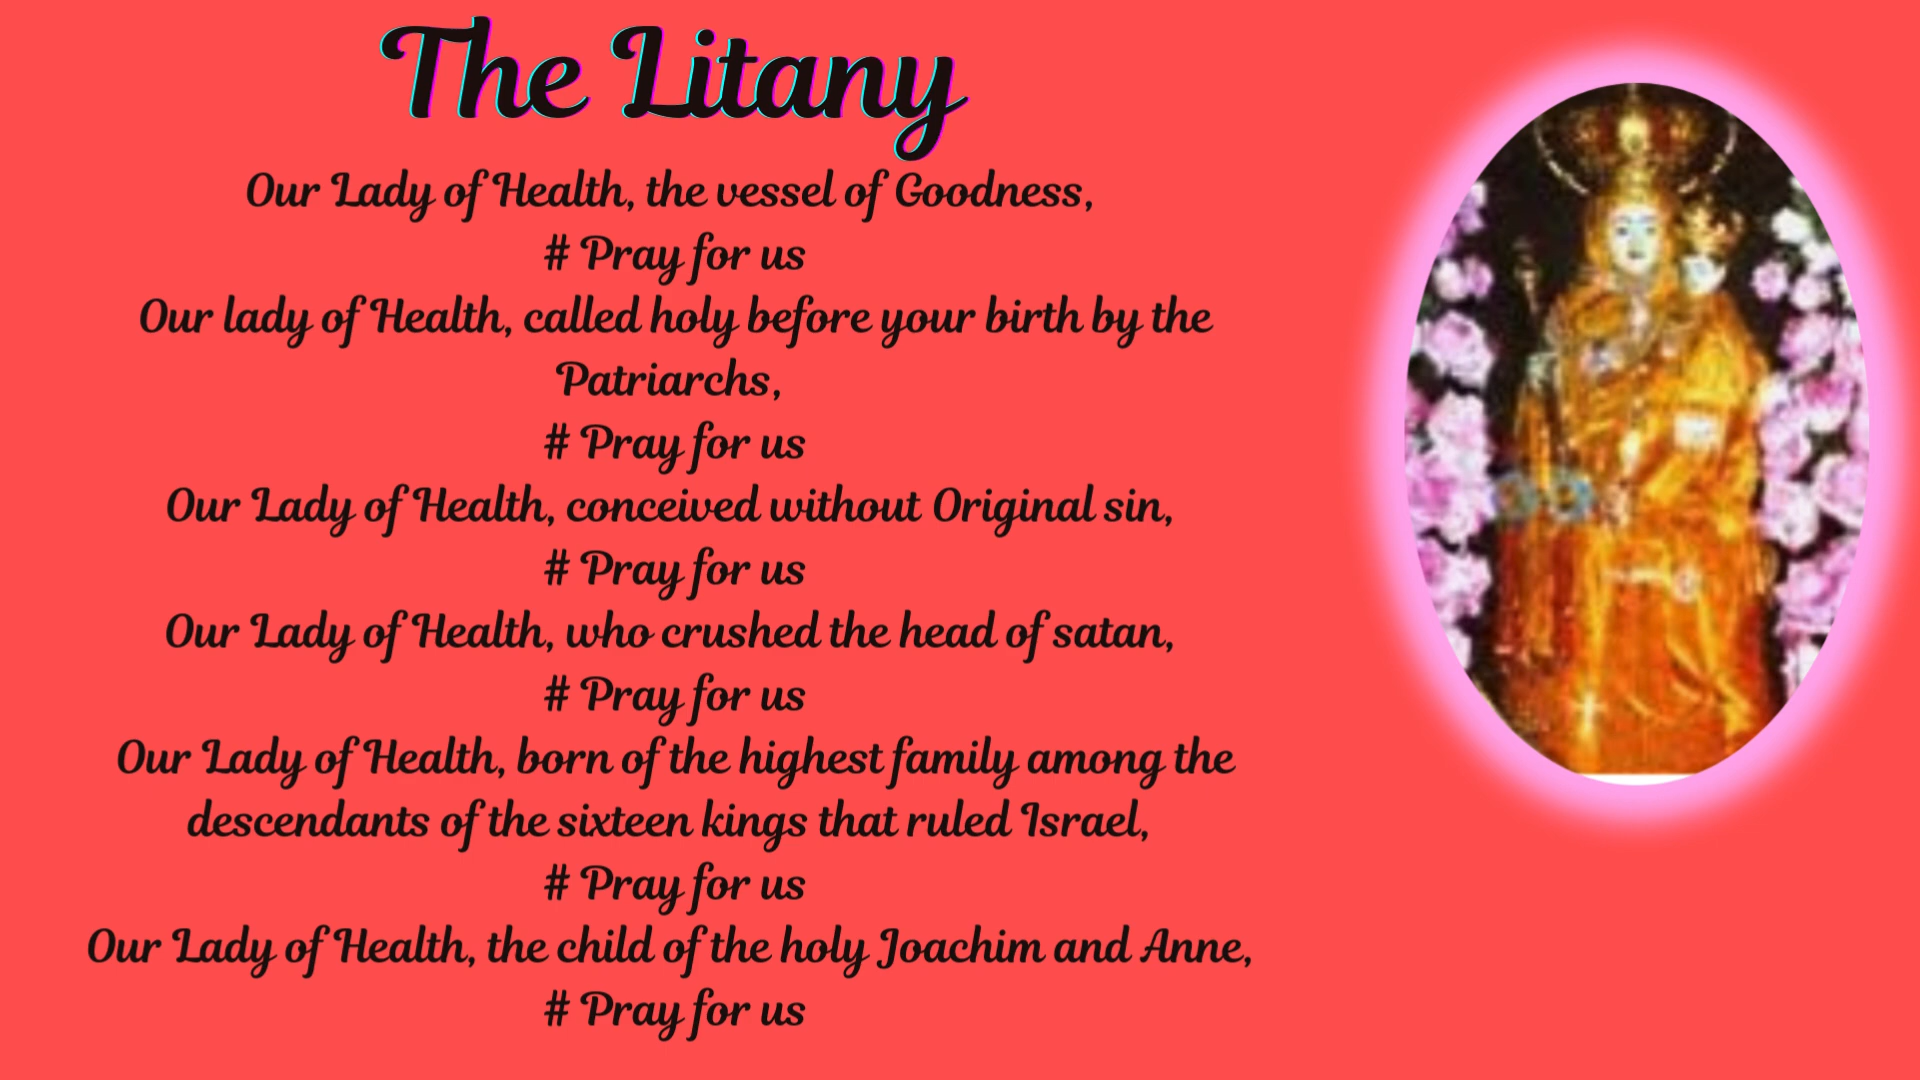 The Litany
Our Lady of Health, the vessel of Goodness,
# Pray for us
Our lady of Health, called holy before your birth by the
Patriarchs,
# Pray for us
Our Lady of Health, conceived without Original sin,
# Pray for us
Our Lady of Health, who crushed the head of satan,
# Pray for us
Our Lady of Health, born of the highest family among the
descendants of the sixteen kings that ruled Israel,
# Pray for us
Our Lady of Health, the child of the holy Joachim and Anne,
# Pray for us